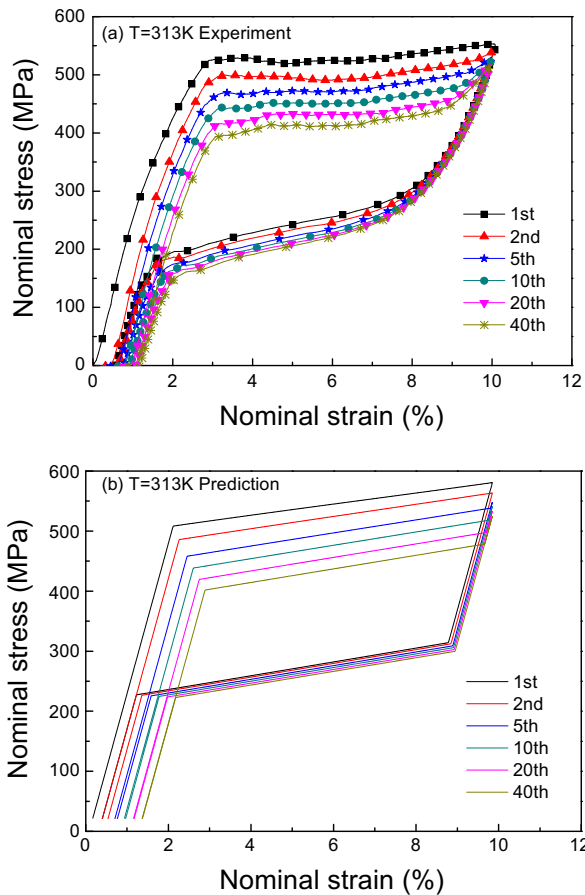 (a) T=313K Experiment
600
500
400
300
200
100
0
Nominal stress (MPa)
1st
2nd
5th
10th
20th
40th
0 2 4 6 8 10 12
Nominal strain (%)
(b) T=313K Prediction
600
500
400
300
200
100
0
Nominal stress (MPa)
1st
2nd
5th
10th
20th
40th
0 2 4 6 8 10 12
Nominal strain (%)